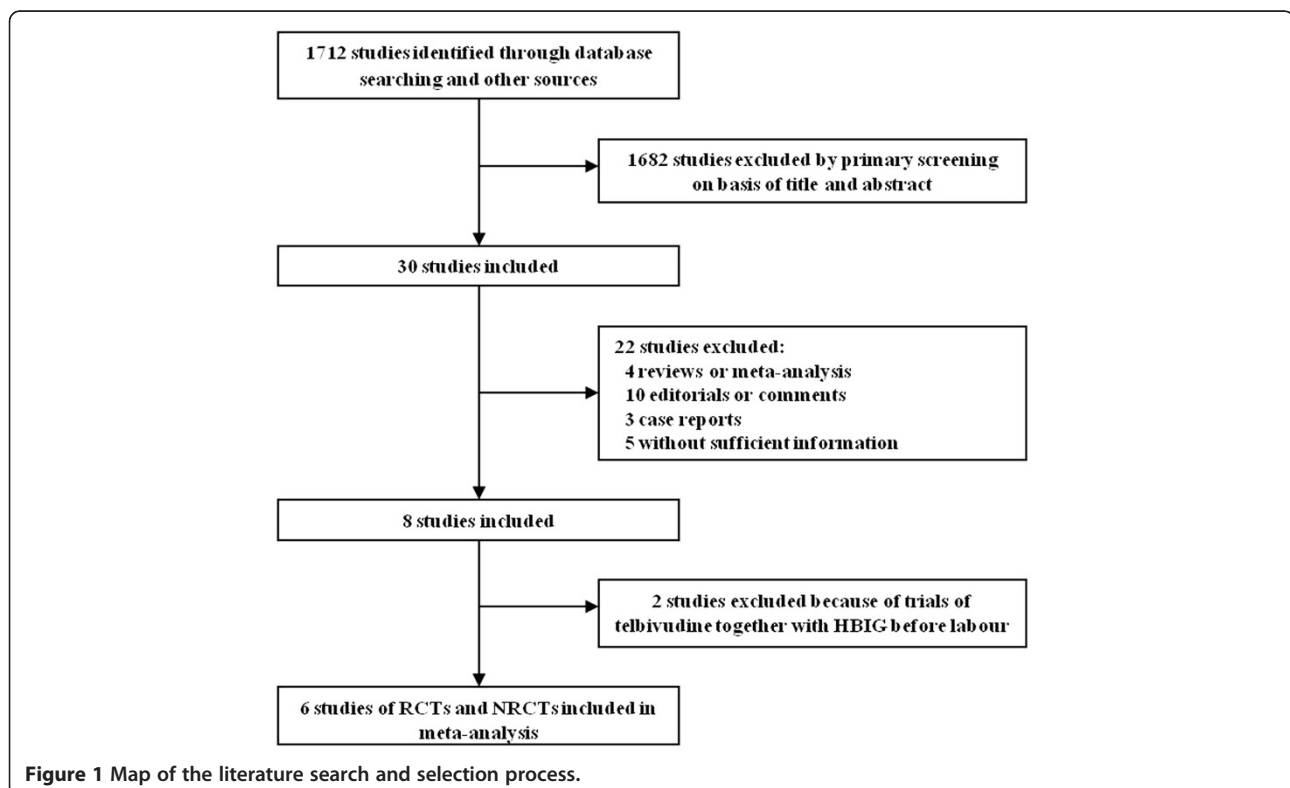 1712 studies identified through database
searching and other sources
1682 studies excluded by primary screening
on basis of title and abstract
30 studies included
22 studies excluded:
4 reviews or meta-analysis
10 editorials or comments
3 case reports
5 without sufficient information
8 studies included
2 studies excluded because of trials of
telbivudine together with HBIG before labour
6 studies of RCTs and NRCTs included in
meta-analysis
Figure 1 Map of the literature search and selection process.